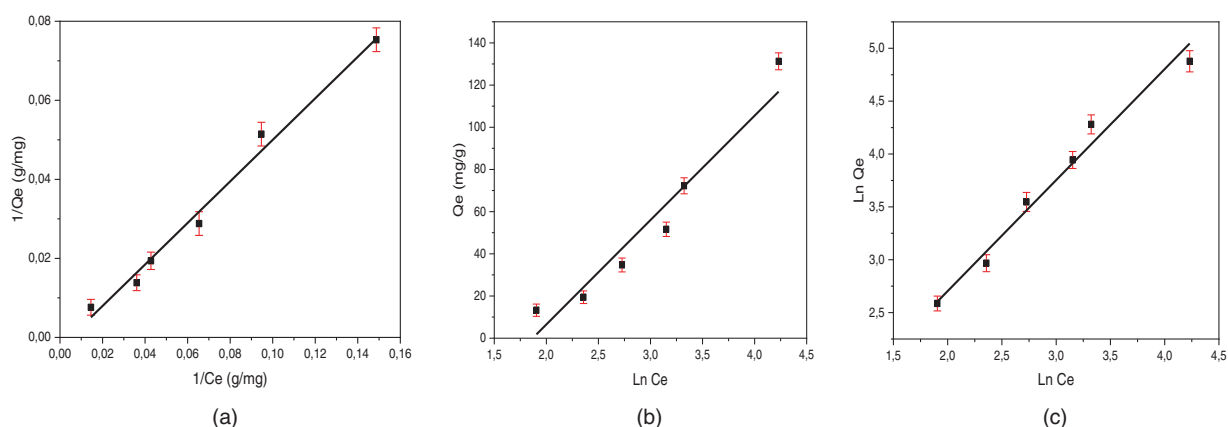 0,08
0,06
0,04
0,02
0,00
1/Qe (g/mg)
0,00 0,02 0,04 0,06 0,08 0,10 0,12 0,14 0,16
1/Ce (g/mg)
(a)
140
120
100
80
60
40
20
0
Qe (mg/g)
1,5 2,0 2,5 3,0 3,5 4,0 4,5
Ln Ce
(b)
5,0
4,5
4,0
3,5
3,0
2,5
Ln Qe
1,5 2,0 2,5 3,0 3,5 4,0 4,5
Ln Ce
(c)